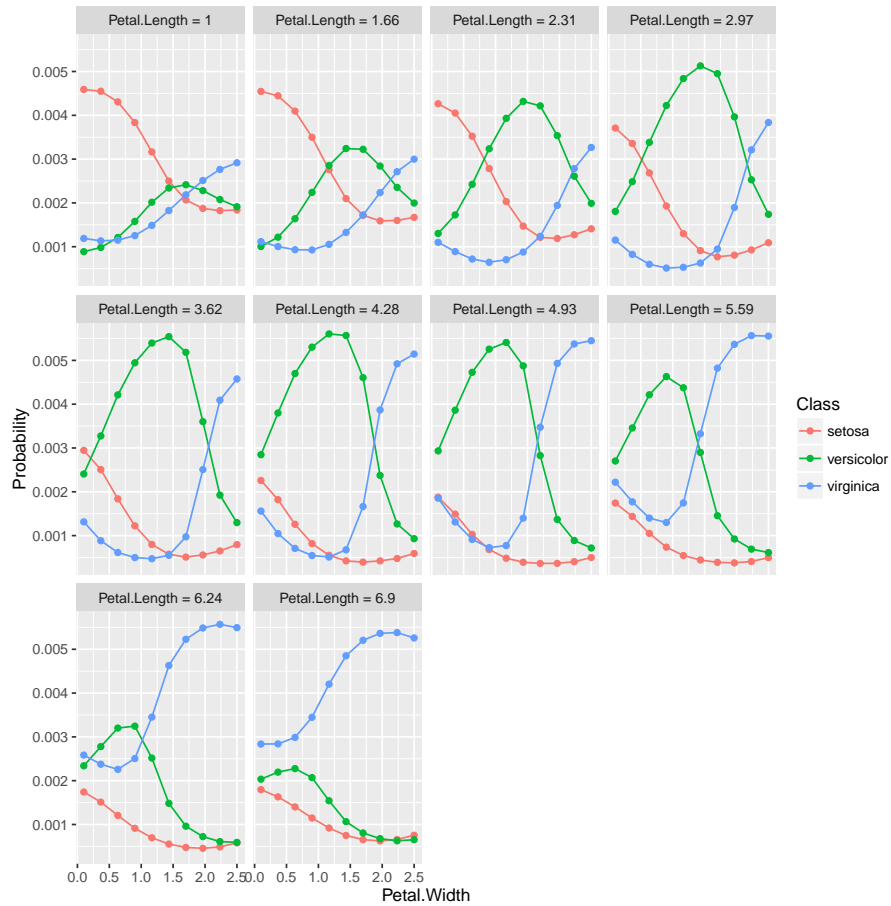 Petal.Length = 1
Petal.Length = 1.66
Petal.Length = 2.31
Petal.Length = 2.97
0.005
0.004
0.003
0.002
0.001
Petal.Length = 3.62
Petal.Length = 4.28
Petal.Length = 4.93
Petal.Length = 5.59
0.005
0.004
0.003
0.002
0.001
Probability
Class
setosa
versicolor
virginica
Petal.Length = 6.24
Petal.Length = 6.9
0.005
0.004
0.003
0.002
0.001
0.0 0.5 1.0 1.5 2.0 2.5 0.0 0.5 1.0 1.5 2.0 2.5
Petal.Width